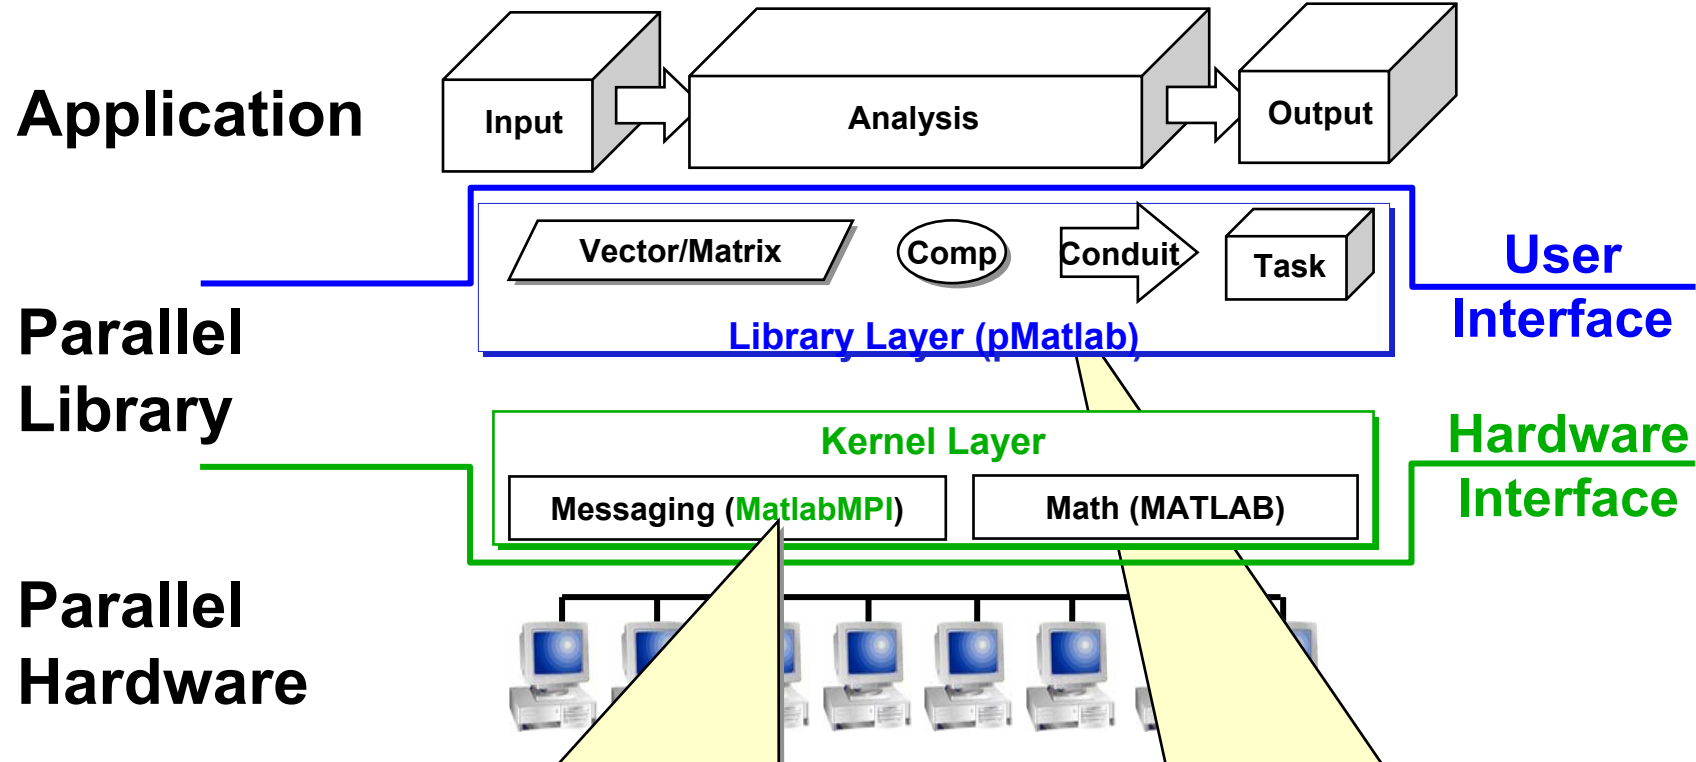 Application
Input
Analysis
Output
Vector/Matrix
Comp
Conduit
Task
Library Layer (pMatlab)
User
Interface
Parallel
Library
Kernel Layer
Messaging (MatlabMPI)
Math (MATLAB)
Hardware
Interface
Parallel
Hardware